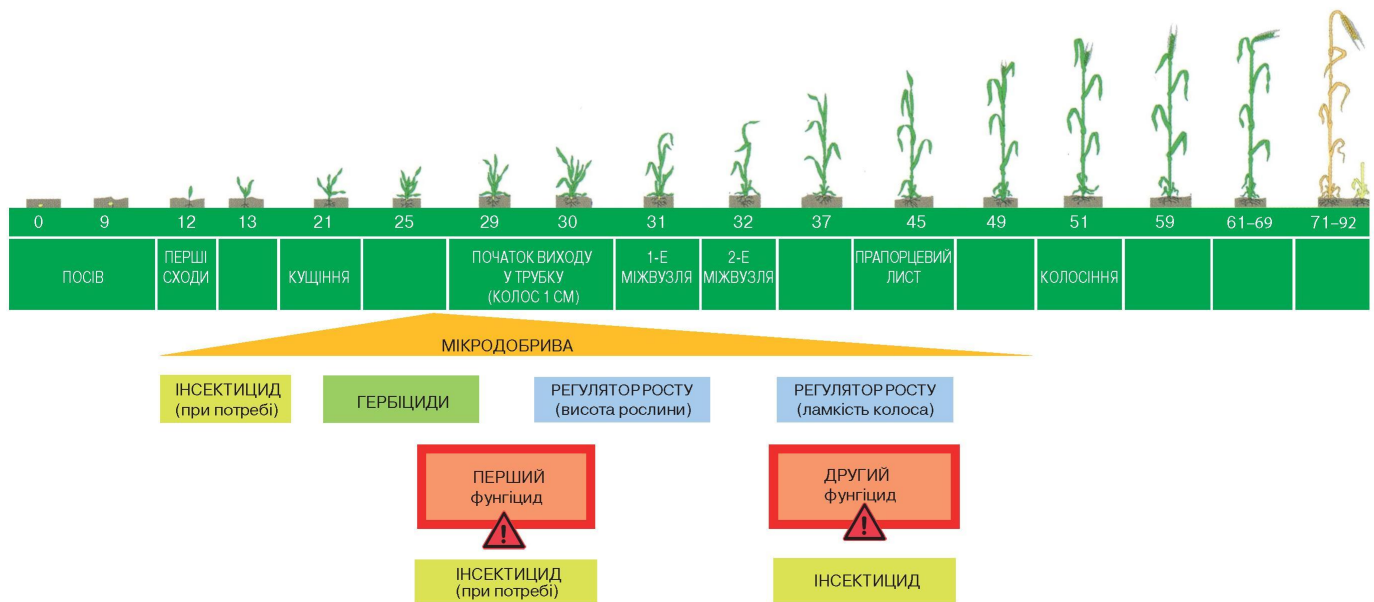 0 9 12 13 21 25 29 30 31 32 37 45 49 51 59 61–69 71–92
ПОСІВ
ПЕРШІ
СХОДИ
КУЩІННЯ
ПОЧАТОК ВИХОДУ
У ТРУБКУ
(КОЛОС 1 СМ)
1-Е
МІЖВУЗЛЯ
2-Е
МІЖВУЗЛЯ
ПРАПОРЦЕВИЙ
ЛИСТ
КОЛОСІННЯ
МІКРОДОБРИВА
ІНСЕКТИЦИД
(при потребі)
ГЕРБІЦИДИ
РЕГУЛЯТОР РОСТУ
(висота рослини)
РЕГУЛЯТОР РОСТУ
(ламкість колоса)
ПЕРШИЙ
фунгіцид
!
ДРУГИЙ
фунгіцид
!
ІНСЕКТИЦИД
(при потребі)
ІНСЕКТИЦИД